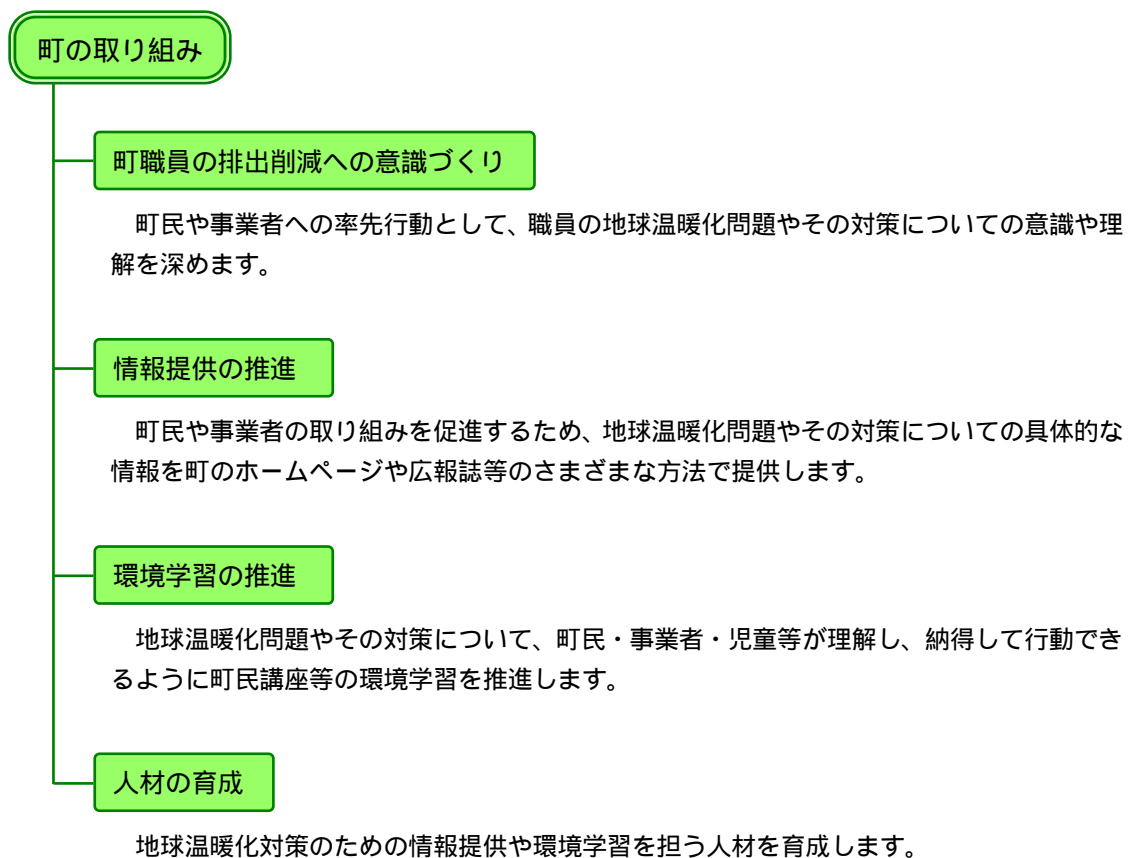 町の取り組み
町職員の排出削減への意識づくり
町民や事業者への率先行動として、職員の地球温暖化問題やその対策についての意識や理
解を深めます。
情報提供の推進
町民や事業者の取り組みを促進するため、地球温暖化問題やその対策についての具体的な
情報を町のホームページや広報誌等のさまざまな方法で提供します。
環境学習の推進
地球温暖化問題やその対策について、町民・事業者・児童等が理解し、納得して行動でき
るように町民講座等の環境学習を推進します。
人材の育成
地球温暖化対策のための情報提供や環境学習を担う人材を育成します。